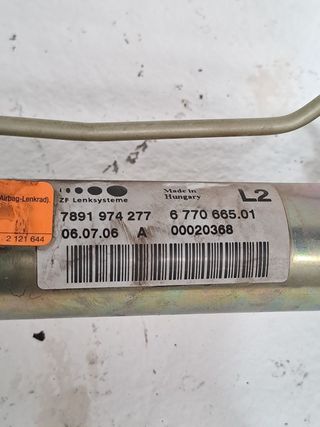 Airbag-Lenkrad).
2 121 644
ZF Lenksysteme
Made in
Hungary
L2
7891 974 277 6 770 665.01
06.07.06 A 00020368